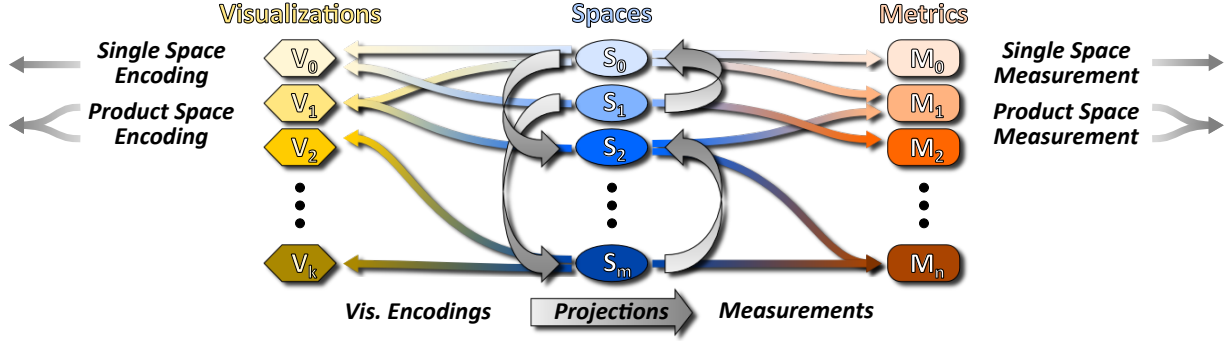 Visualizations Spaces Metrics
Single Space
Encoding
Product Space
Encoding
V0 S0 M0
V1 S1 M1
V2 S2 M2
Vk Sm Mn
Single Space
Measurement
Product Space
Measurement
Vis. Encodings Projections Measurements